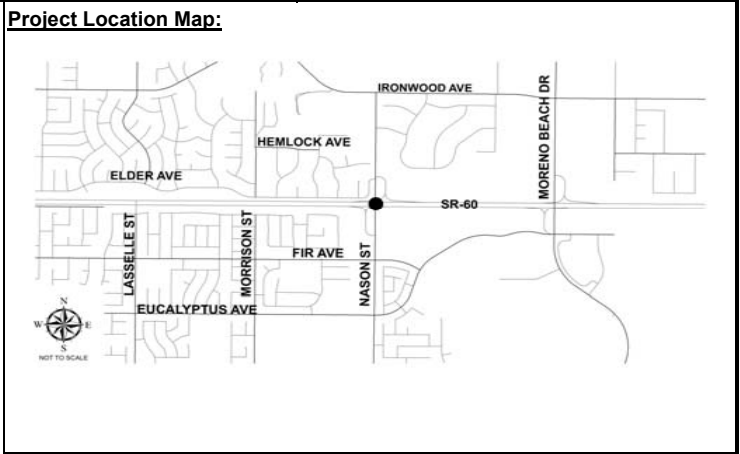 Project Location Map:
IRONWOOD AVE
MORENO BEACH DR
HEMLOCK AVE
ELDER AVE
SR-60
LASSELLE ST
MORRISON ST
FIR AVE
NASON ST
EUCALYPTUS AVE
N
W E
S
NOT TO SCALE